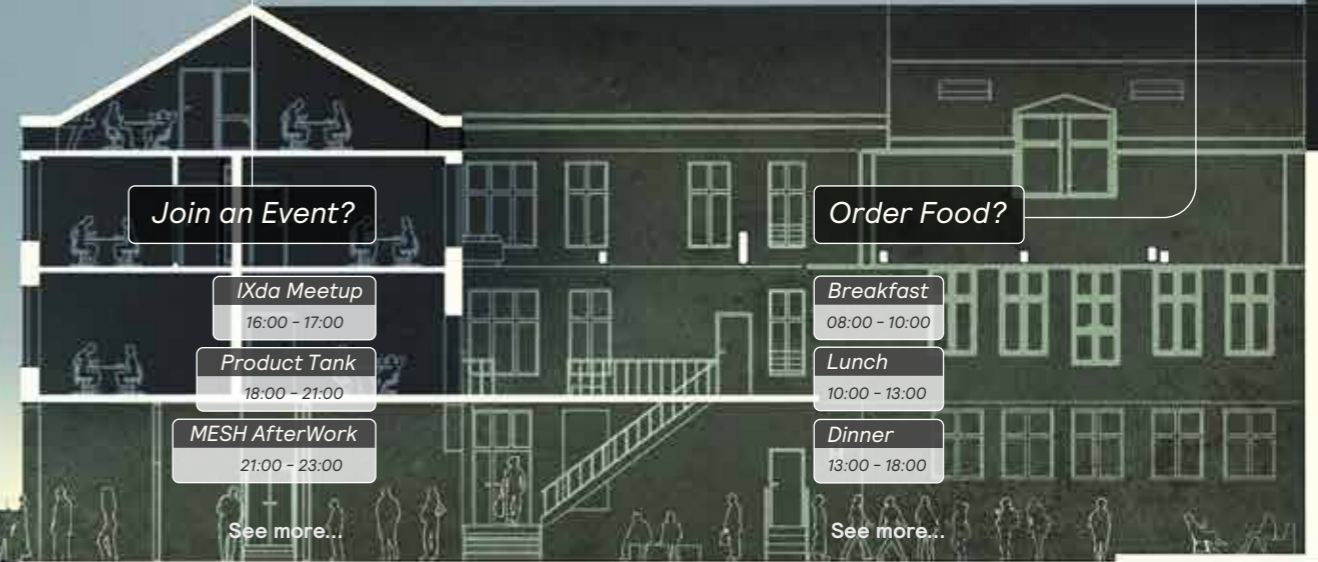 Join an Event?
IXda Meetup
16:00 - 17:00
Product Tank
18:00 - 21:00
MESH AfterWork
21:00 - 23:00
See more...
Order Food?
Breakfast
08:00 - 10:00
Lunch
10:00 - 13:00
Dinner
13:00 - 18:00
See more...